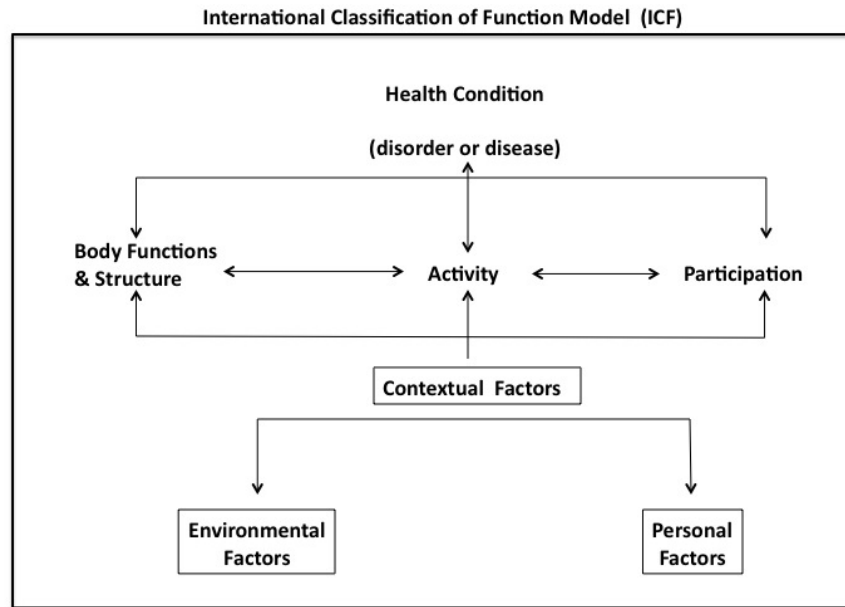 International Classification of Function Model (ICF)
Health Condition
(disorder or disease)
Body Functions
& Structure
Activity
Participation
Contextual Factors
Environmental
Factors
Personal
Factors